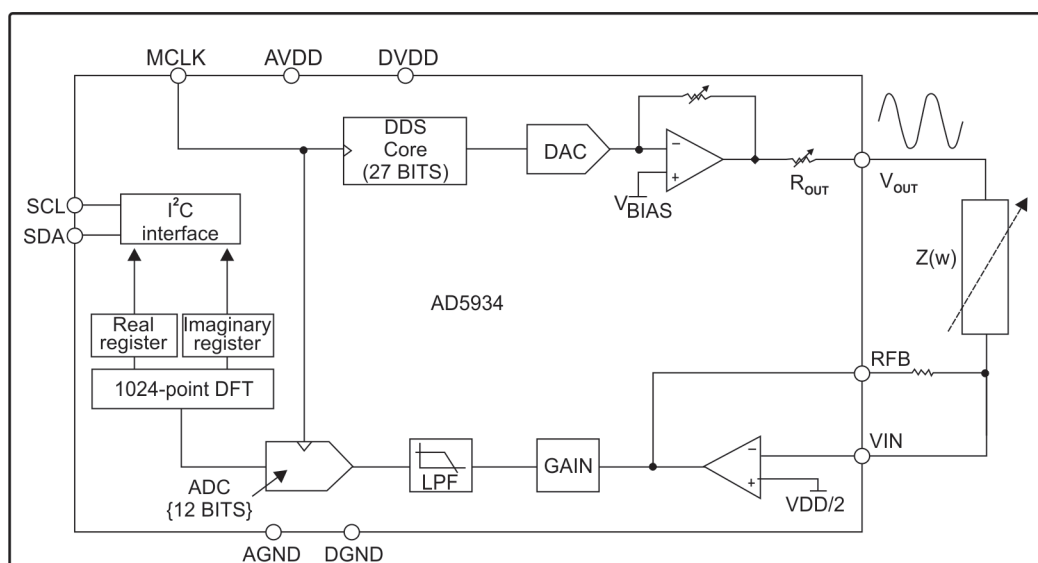 MCLK
AVDD
DVDD
DDS
Core
(27 BITS)
DAC
−
+
VBIAS
ROUT
VOUT
SCL
SDA
I²C
interface
Z(w)
AD5934
Real
register
Imaginary
register
1024-point DFT
RFB
VIN
ADC
{12 BITS}
LPF
GAIN
−
+
VDD/2
AGND
DGND